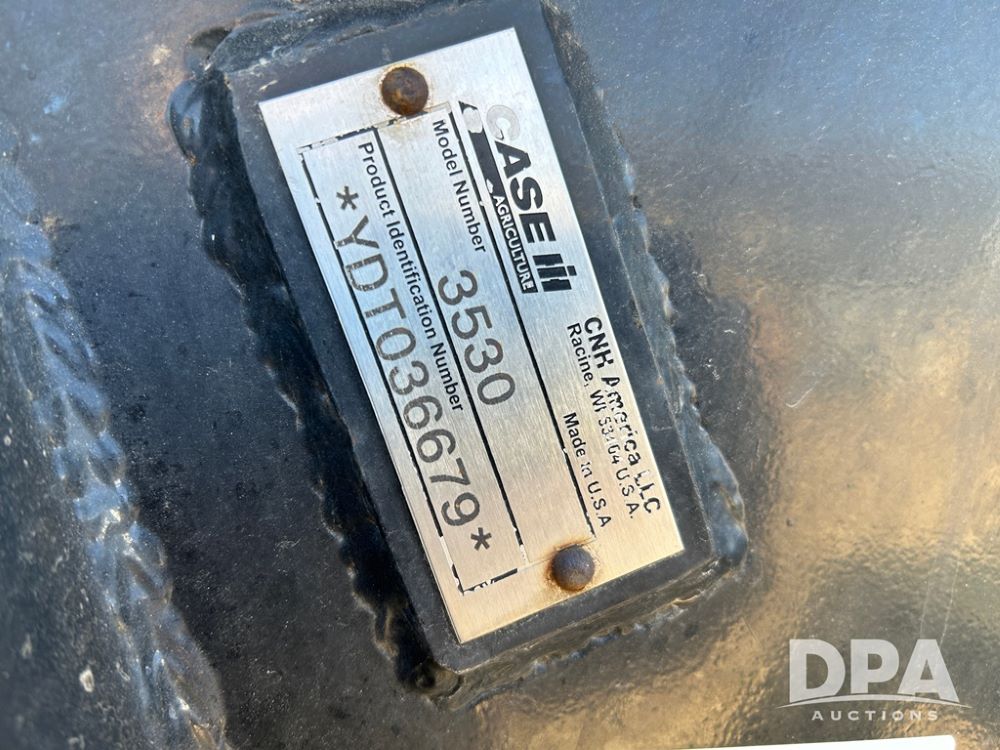 CASE IH
AGRICULTURE
CNH America LLC
Racine, WI 53404 U.S.A.
Made in U.S.A
Model Number
3530
Product Identification Number
*YDT036679*
DPA
AUCTIONS